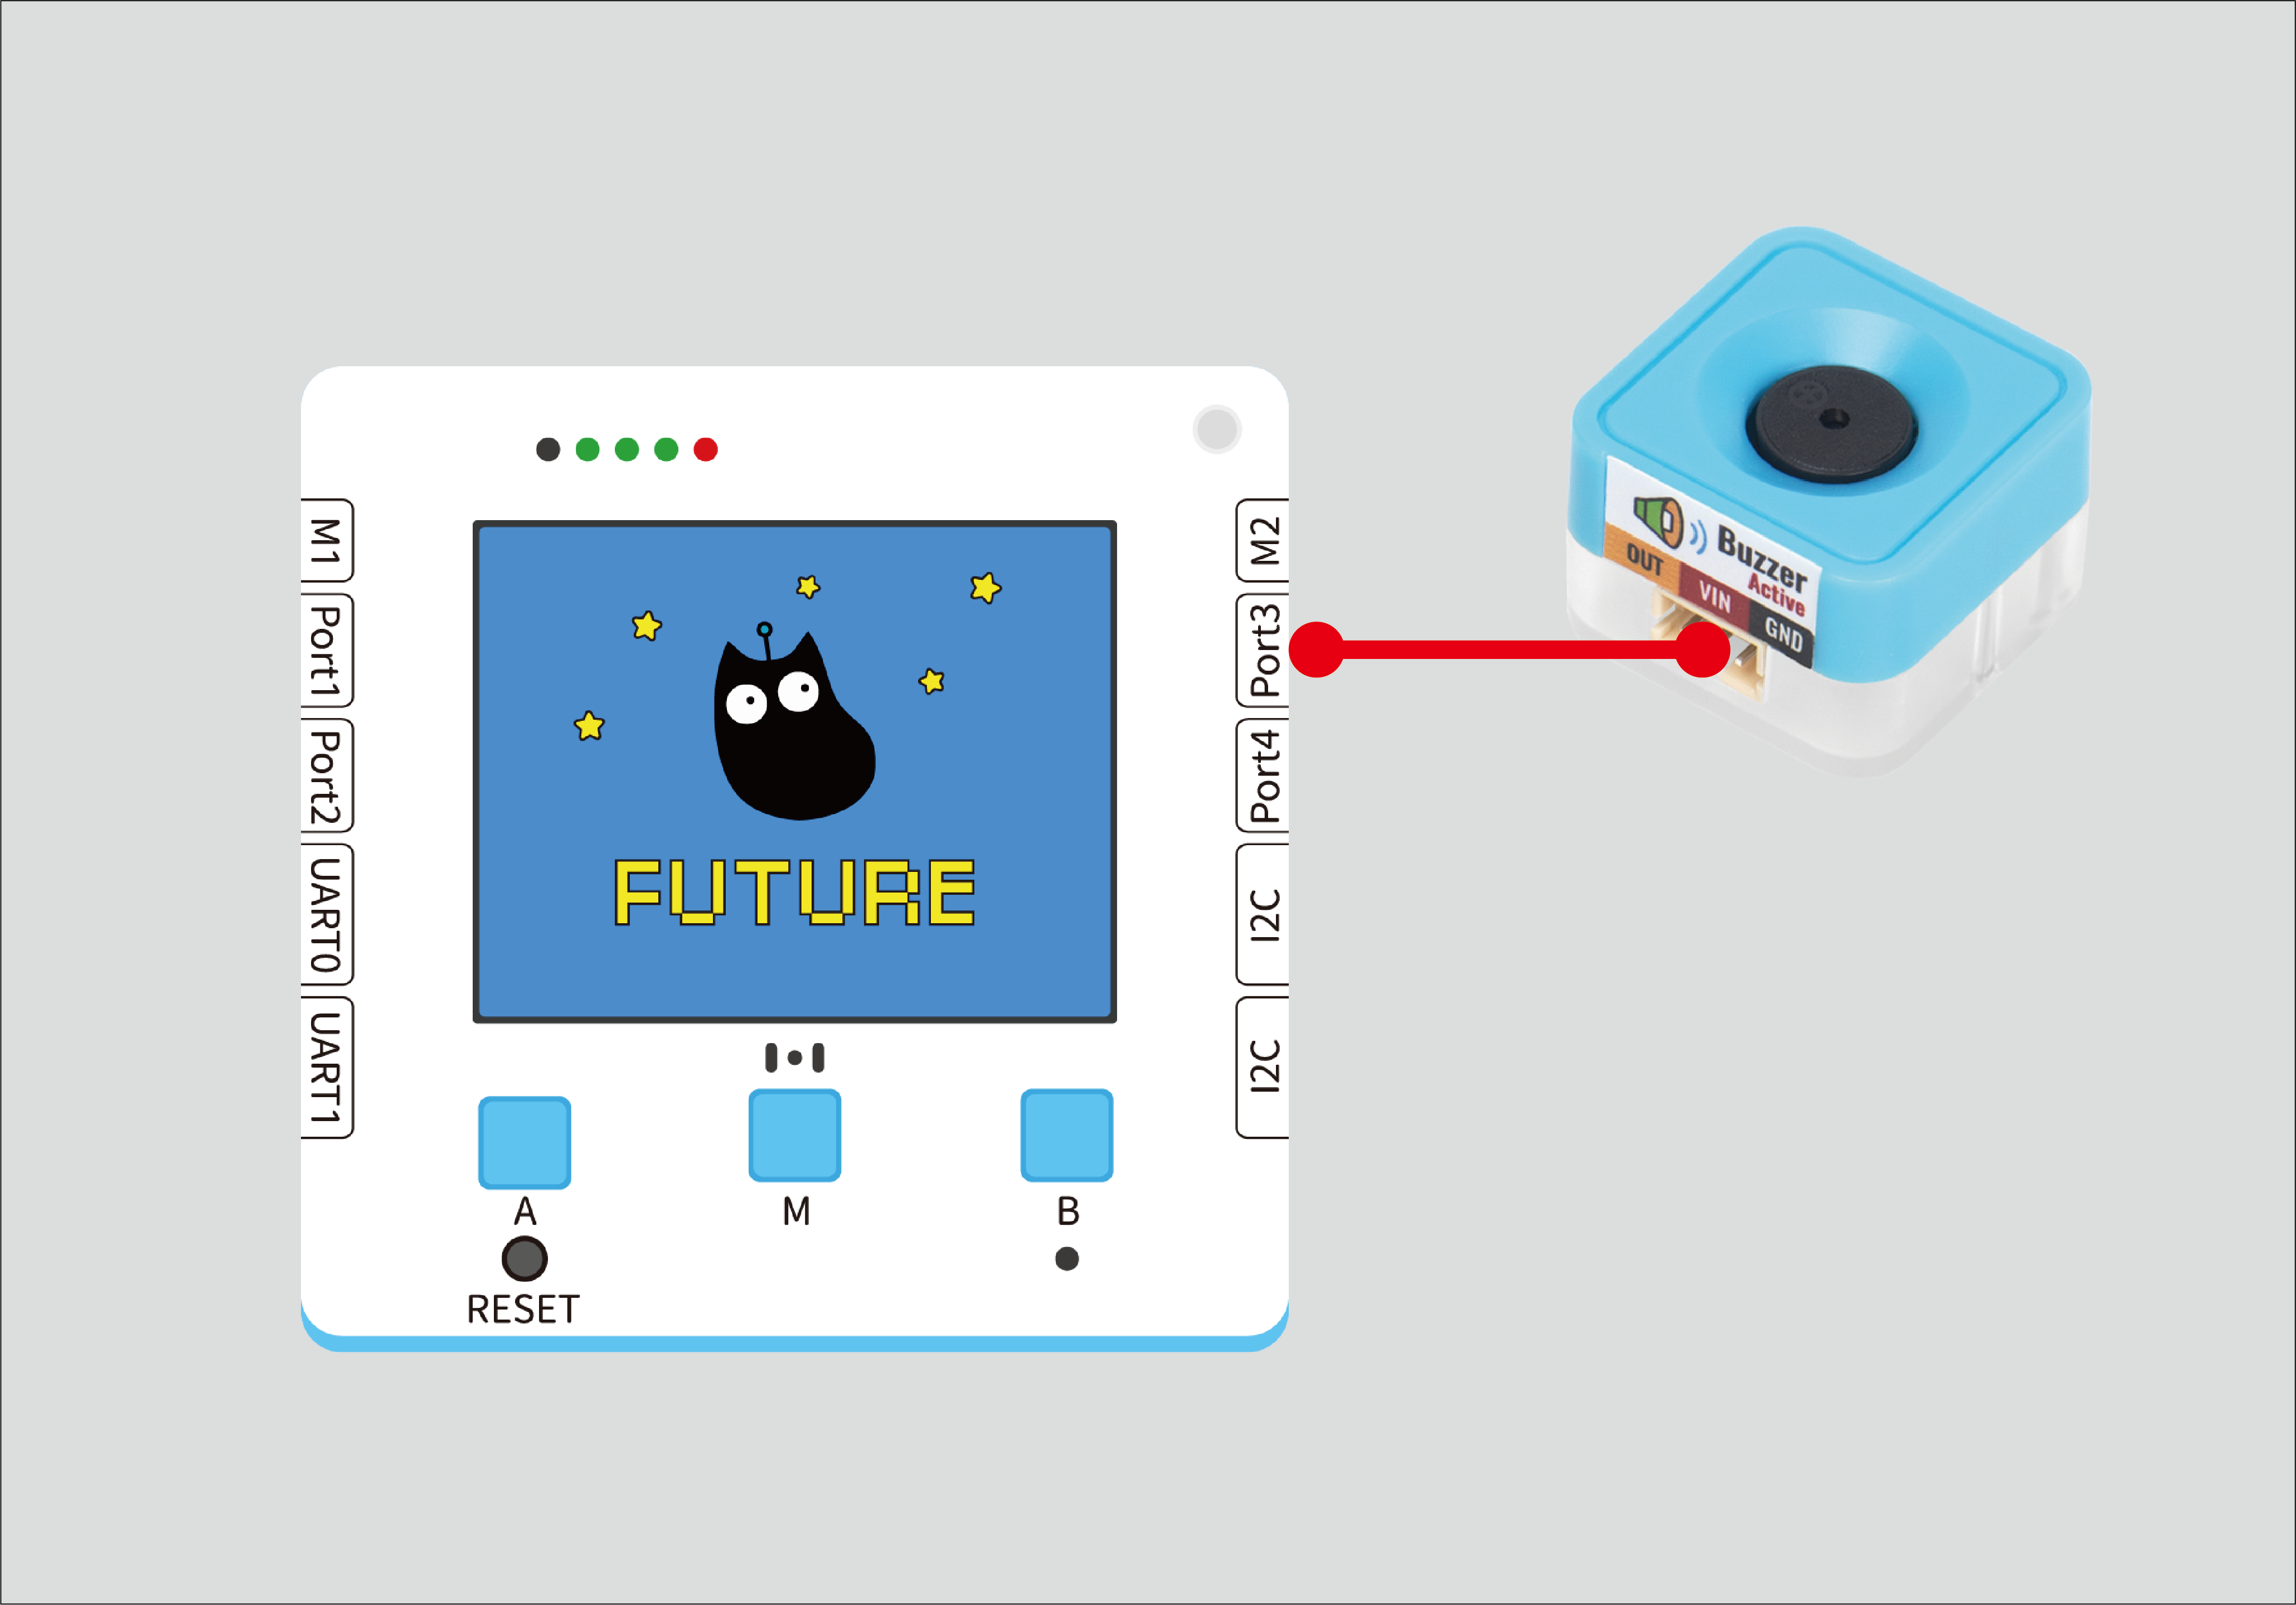 M1
Port1
Port2
UART0
UART1
M2
Port3
Port4
I2C
I2C
FUTURE
A
M
B
RESET
Buzzer
Active
OUT
VIN
GND